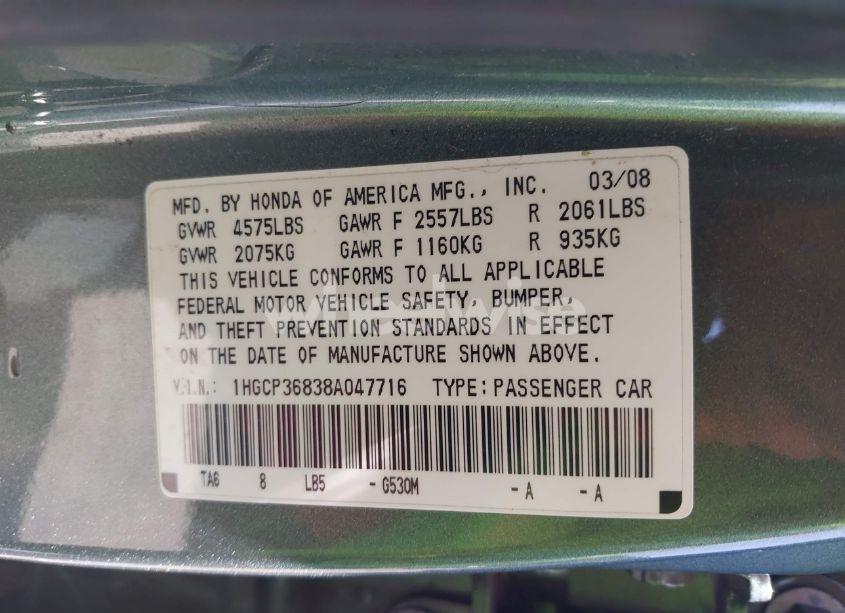 MFD. BY HONDA OF AMERICA MFG., INC. 03/08
GVWR 4575LBS GAWR F 2557LBS R 2061LBS
GVWR 2075KG GAWR F 1160KG R 935KG
THIS VEHICLE CONFORMS TO ALL APPLICABLE
FEDERAL MOTOR VEHICLE SAFETY, BUMPER,
AND THEFT PREVENTION STANDARDS IN EFFECT
ON THE DATE OF MANUFACTURE SHOWN ABOVE.
V.I.N.: 1HGCP36838A047716 TYPE:PASSENGER CAR
TA6 8 LB5 - G530M - A - A
wheelwise